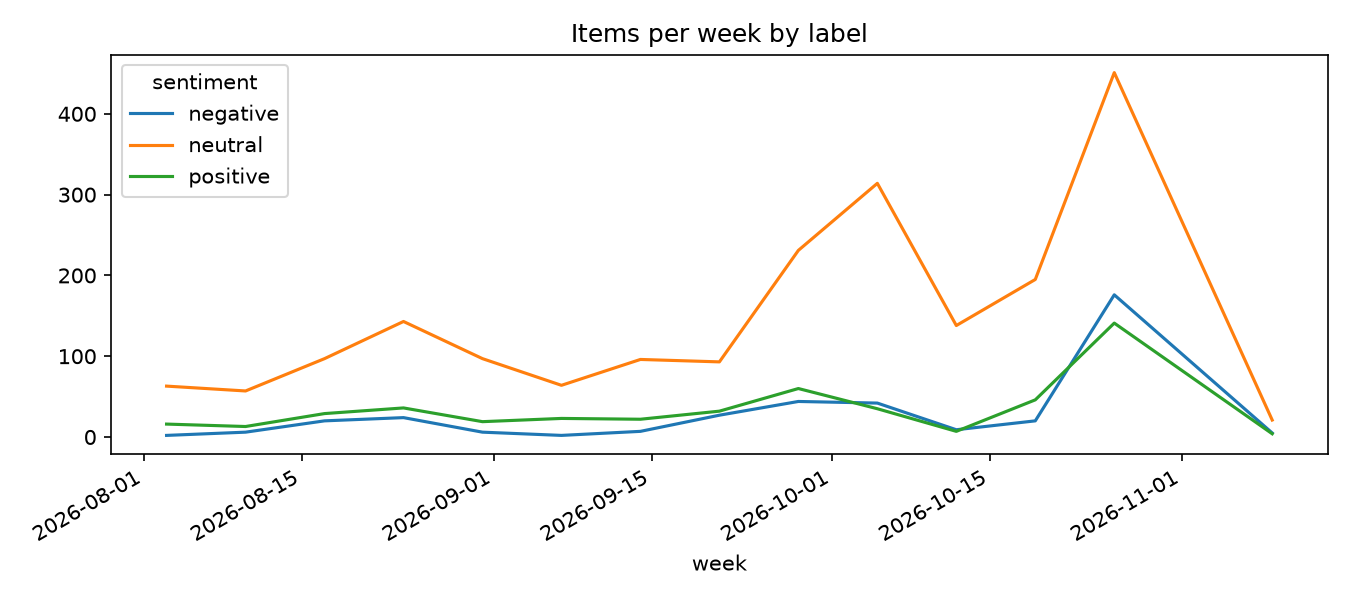 Items per week by label
sentiment
negative
neutral
positive
400
300
200
100
0
2026-08-01
2026-08-15
2026-09-01
2026-09-15
2026-10-01
2026-10-15
2026-11-01
week